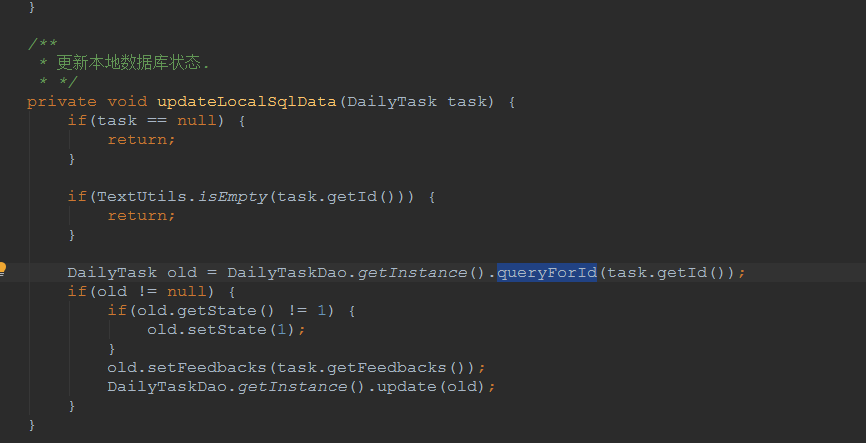 }
/**
 * 更新本地数据库状态.
 * */
private void updateLocalSqlData(DailyTask task) {
    if(task == null) {
        return;
    }
    if(TextUtils.isEmpty(task.getId())) {
        return;
    }
    DailyTask old = DailyTaskDao.getInstance().queryForId(task.getId());
    if(old != null) {
        if(old.getState() != 1) {
            old.setState(1);
        }
        old.setFeedbacks(task.getFeedbacks());
        DailyTaskDao.getInstance().update(old);
    }
}